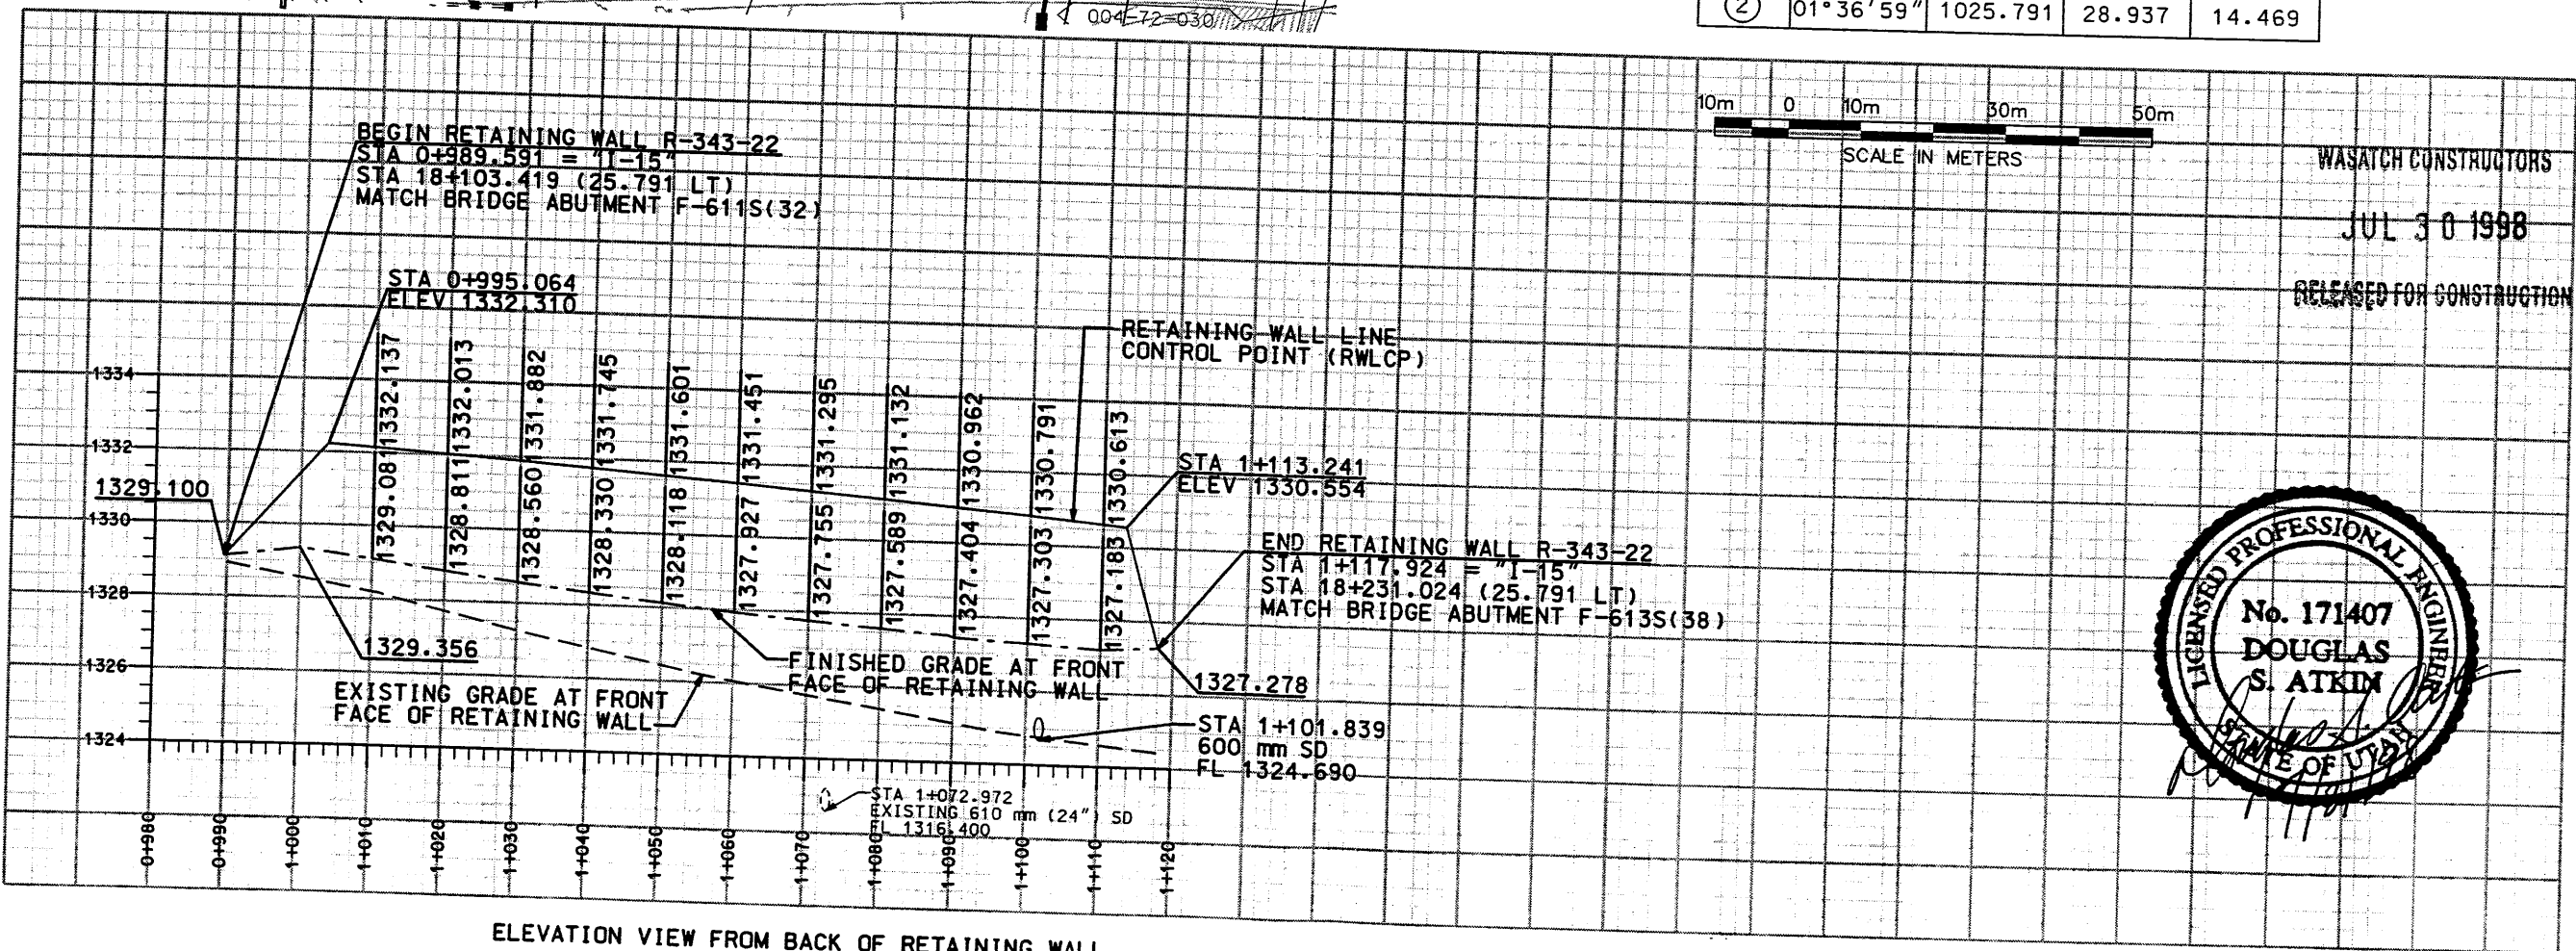 004-72-030
2 01°36'59" 1025.791 28.937 14.469
10m 0 10m 30m 50m
SCALE IN METERS
WASATCH CONSTRUCTORS
JUL 30 1998
RELEASED FOR CONSTRUCTION
BEGIN RETAINING WALL R-343-22
STA 0+989.591 = "I-15"
STA 18+103.419 (25.791 LT)
MATCH BRIDGE ABUTMENT F-611S(32)
STA 0+995.064
ELEV 1332.310
RETAINING WALL LINE
CONTROL POINT (RWLCP)
1334
1332
1330
1328
1326
1324
1329.100
1329.081 1332.137
1328.811 1332.013
1328.560 1331.882
1328.330 1331.745
1328.118 1331.601
1327.927 1331.451
1327.755 1331.295
1327.589 1331.132
1327.404 1330.962
1327.303 1330.791
1327.183 1330.613
STA 1+113.241
ELEV 1330.554
END RETAINING WALL R-343-22
STA 1+117.924 = "I-15"
STA 18+231.024 (25.791 LT)
MATCH BRIDGE ABUTMENT F-613S(38)
1329.356
FINISHED GRADE AT FRONT
FACE OF RETAINING WALL
1327.278
EXISTING GRADE AT FRONT
FACE OF RETAINING WALL
STA 1+101.839
600 mm SD
FL 1324.690
STA 1+072.972
EXISTING 610 mm (24") SD
FL 1316.400
0+980
0+990
1+000
1+010
1+020
1+030
1+040
1+050
1+060
1+070
1+080
1+090
1+100
1+110
1+120
LICENSED PROFESSIONAL ENGINEER
No. 171407
DOUGLAS
S. ATKIN
STATE OF UTAH
ELEVATION VIEW FROM BACK OF RETAINING WALL